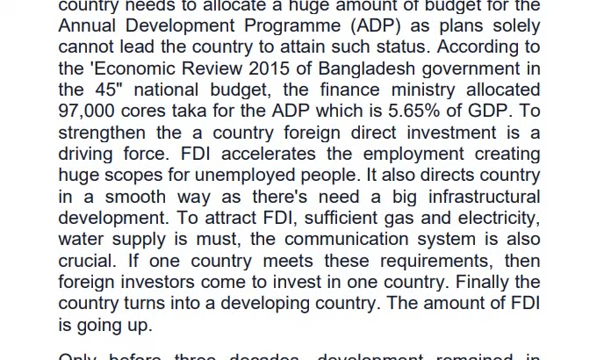 country needs to allocate a huge amount of budget for the
Annual Development Programme (ADP) as plans solely
cannot lead the country to attain such status. According to
the 'Economic Review 2015 of Bangladesh government in
the 45" national budget, the finance ministry allocated
97,000 cores taka for the ADP which is 5.65% of GDP. To
strengthen the a country foreign direct investment is a
driving force. FDI accelerates the employment creating
huge scopes for unemployed people. It also directs country
in a smooth way as there's need a big infrastructural
development. To attract FDI, sufficient gas and electricity,
water supply is must, the communication system is also
crucial. If one country meets these requirements, then
foreign investors come to invest in one country. Finally the
country turns into a developing country. The amount of FDI
is going up.
Only before three decades, development remained in